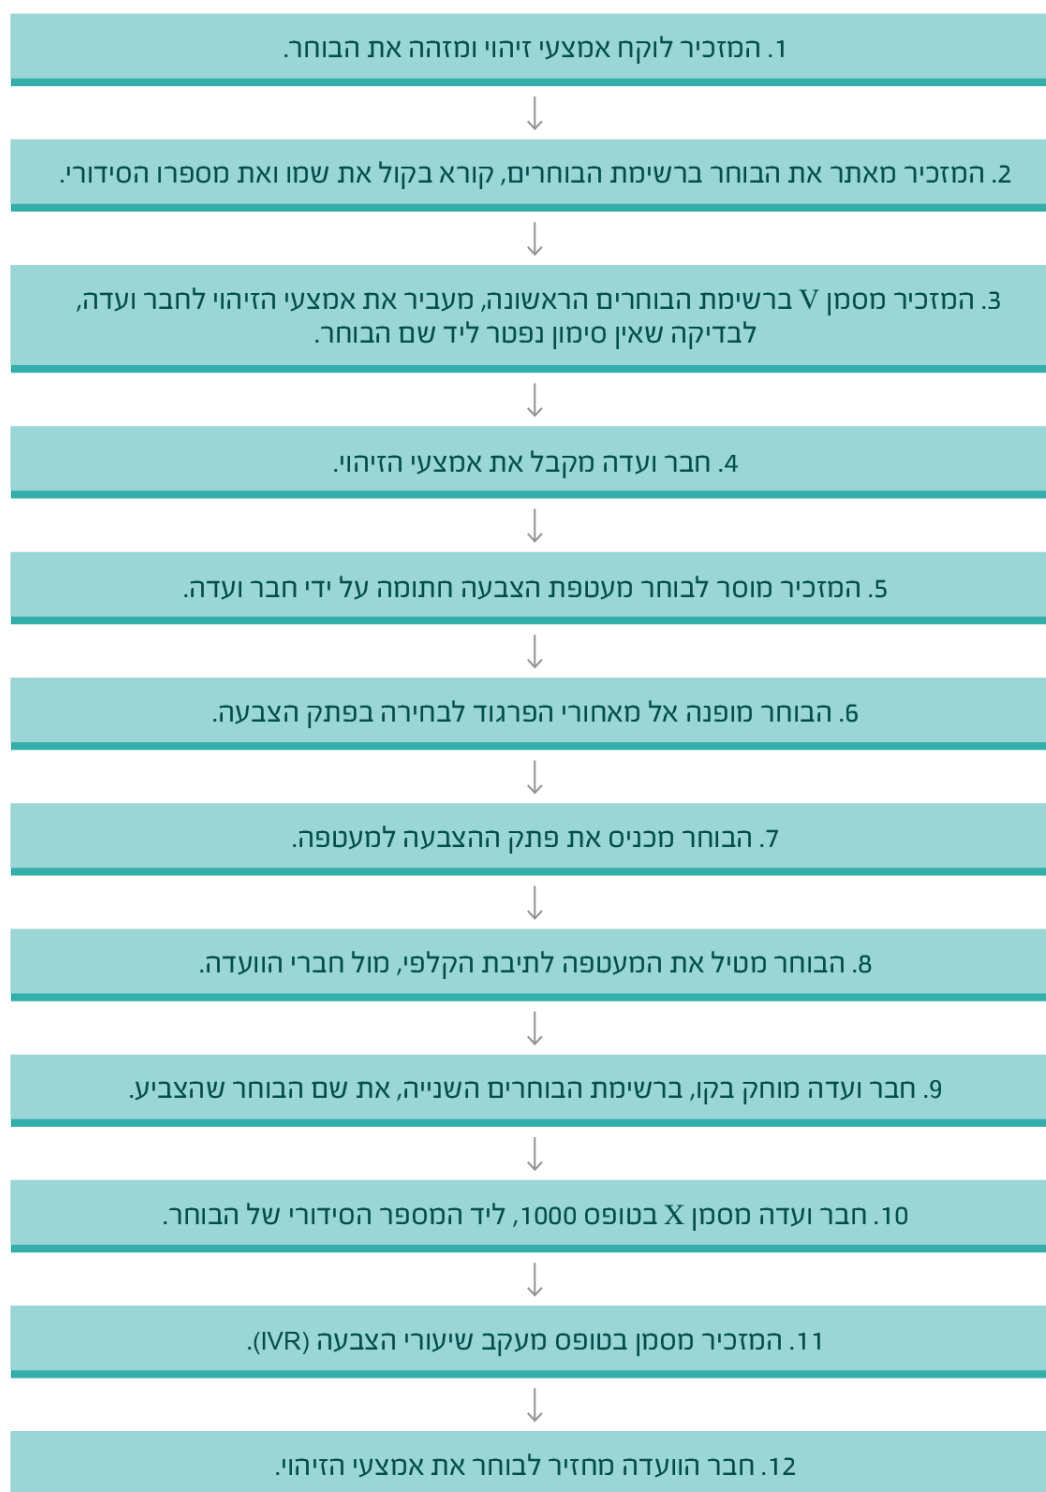 1. המזכיר לוקח אמצעי זיהוי ומזהה את הבוחר.
2. המזכיר מאתר את הבוחר ברשימת הבוחרים, קורא בקול את שמו ואת מספרו הסידורי.
3. המזכיר מסמן V ברשימת הבוחרים הראשונה, מעביר את אמצעי הזיהוי לחבר ועדה,
לבדיקה שאין סימון נפטר ליד שם הבוחר.
4. חבר ועדה מקבל את אמצעי הזיהוי.
5. המזכיר מוסר לבוחר מעטפת הצבעה חתומה על ידי חבר ועדה.
6. הבוחר מופנה אל מאחורי הפרגוד לבחירה בפתק הצבעה.
7. הבוחר מכניס את פתק ההצבעה למעטפה.
8. הבוחר מטיל את המעטפה לתיבת הקלפי, מול חברי הוועדה.
9. חבר ועדה מוחק בקו, ברשימת הבוחרים השנייה, את שם הבוחר שהצביע.
10. חבר ועדה מסמן X בטופס 1000, ליד המספר הסידורי של הבוחר.
11. המזכיר מסמן בטופס מעקב שיעורי הצבעה (IVR).
12. חבר הוועדה מחזיר לבוחר את אמצעי הזיהוי.